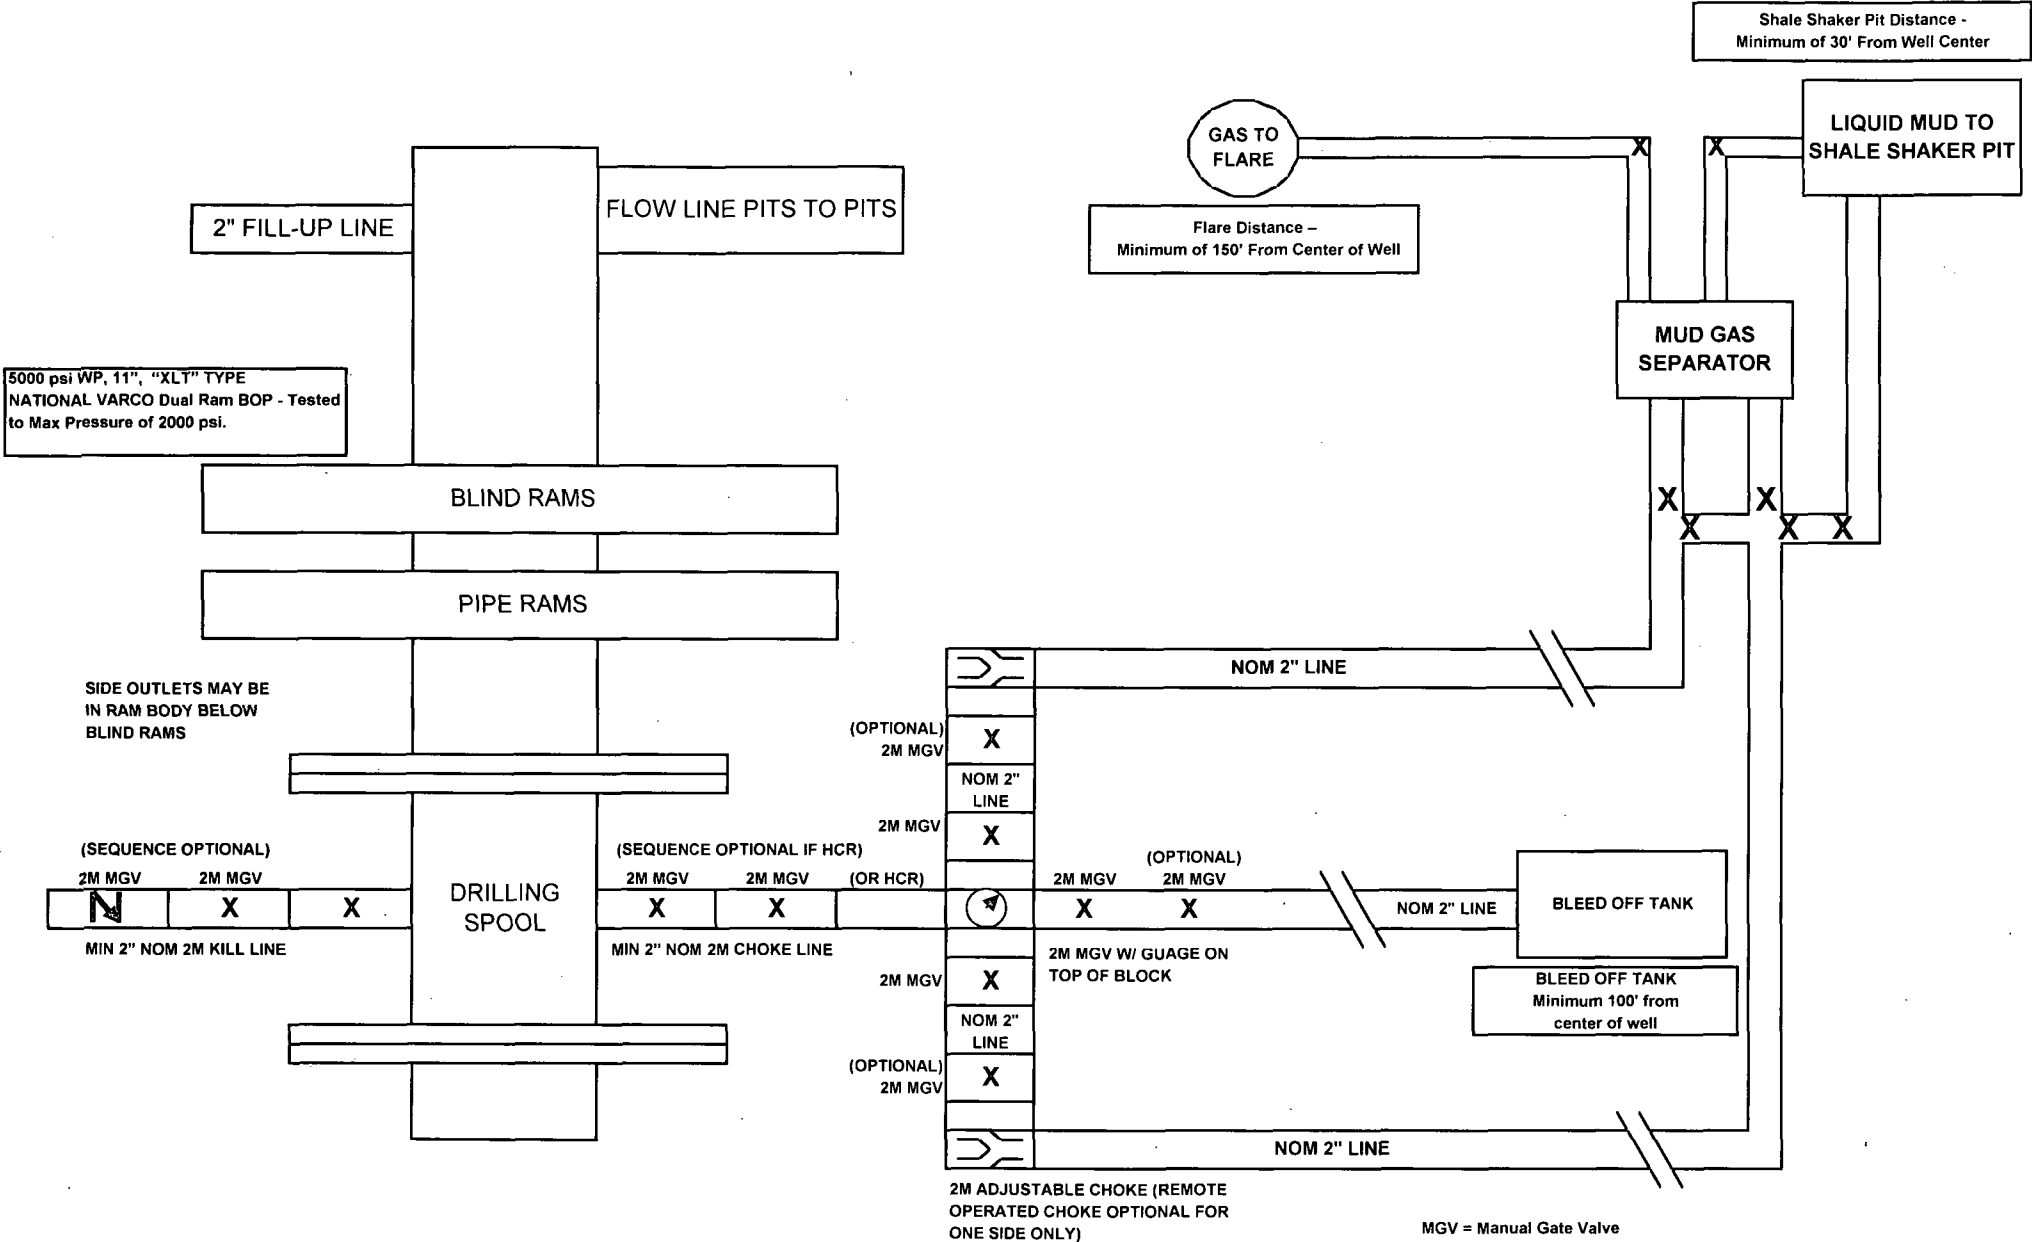 Shale Shaker Pit Distance -
Minimum of 30' From Well Center
LIQUID MUD TO
SHALE SHAKER PIT
GAS TO
FLARE
X
X
Flare Distance –
Minimum of 150' From Center of Well
2" FILL-UP LINE
FLOW LINE PITS TO PITS
MUD GAS
SEPARATOR
5000 psi WP, 11", "XLT" TYPE
NATIONAL VARCO Dual Ram BOP - Tested
to Max Pressure of 2000 psi.
BLIND RAMS
X
X
X
X
X
PIPE RAMS
SIDE OUTLETS MAY BE
IN RAM BODY BELOW
BLIND RAMS
NOM 2" LINE
(OPTIONAL)
2M MGV
X
NOM 2"
LINE
2M MGV
X
(SEQUENCE OPTIONAL)
2M MGV
2M MGV
N
X
X
MIN 2" NOM 2M KILL LINE
DRILLING
SPOOL
(SEQUENCE OPTIONAL IF HCR)
2M MGV
2M MGV
(OR HCR)
X
X
MIN 2" NOM 2M CHOKE LINE
2M MGV
(OPTIONAL)
2M MGV
X
X
NOM 2" LINE
BLEED OFF TANK
2M MGV W/ GUAGE ON
TOP OF BLOCK
BLEED OFF TANK
Minimum 100' from
center of well
2M MGV
X
NOM 2"
LINE
(OPTIONAL)
2M MGV
X
NOM 2" LINE
2M ADJUSTABLE CHOKE (REMOTE
OPERATED CHOKE OPTIONAL FOR
ONE SIDE ONLY)
MGV = Manual Gate Valve